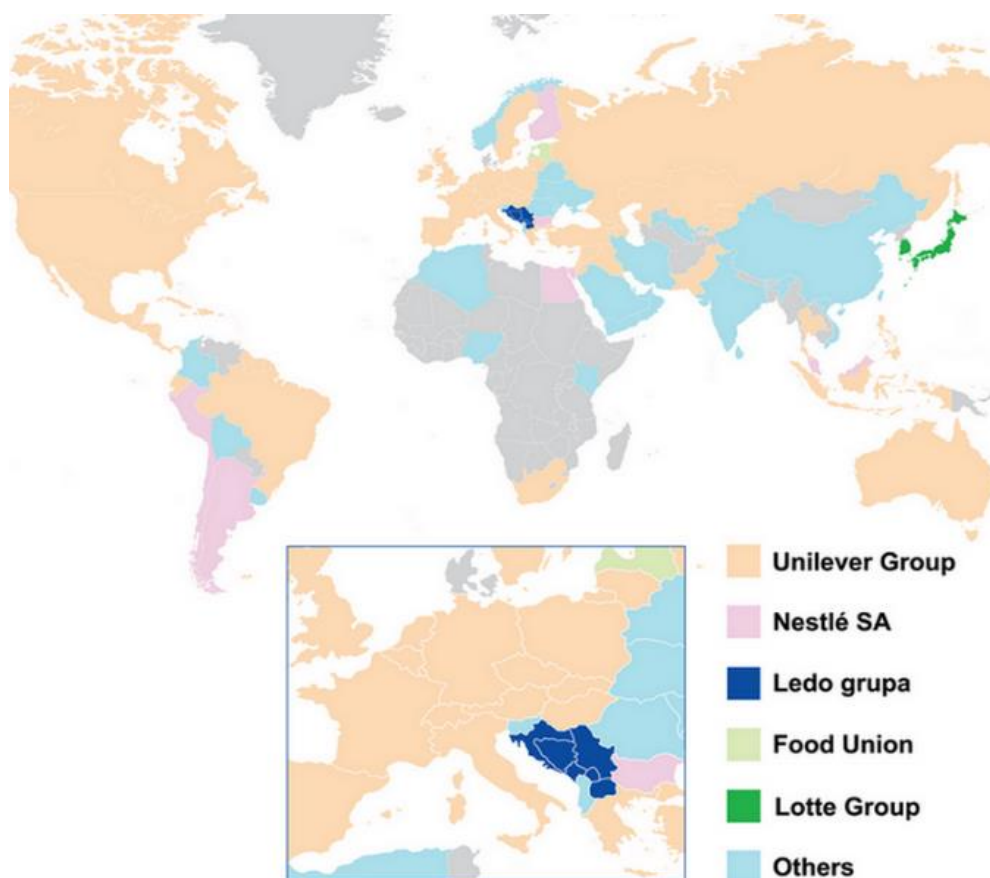 Unilever Group
Nestlé SA
Ledo grupa
Food Union
Lotte Group
Others